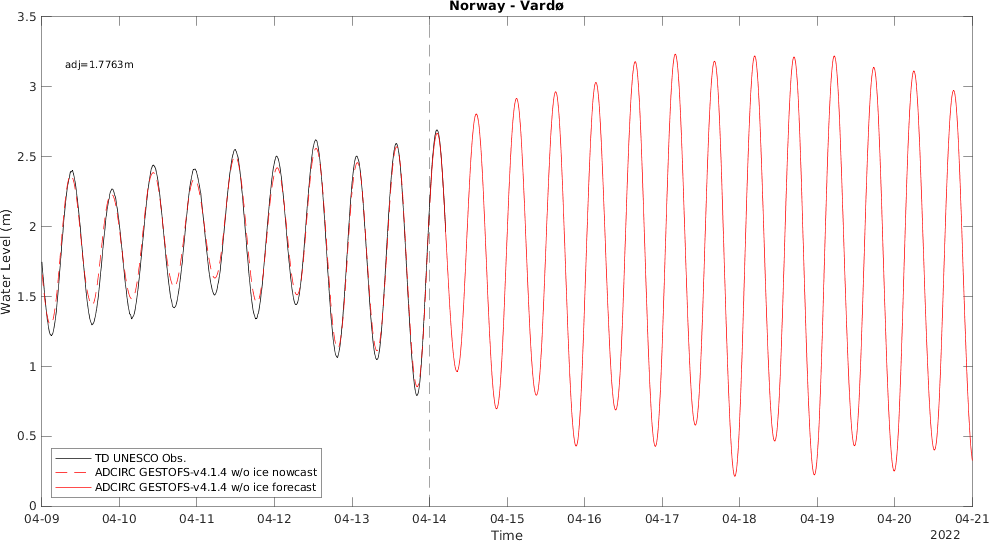 Norway - Vardø
3.5
adj=1.7763m
3
2.5
2
Water Level (m)
1.5
1
0.5
0
TD UNESCO Obs.
ADCIRC GESTOFS-v4.1.4 w/o ice nowcast
ADCIRC GESTOFS-v4.1.4 w/o ice forecast
04-09 04-10 04-11 04-12 04-13 04-14 04-15 04-16 04-17 04-18 04-19 04-20 04-21
Time
2022